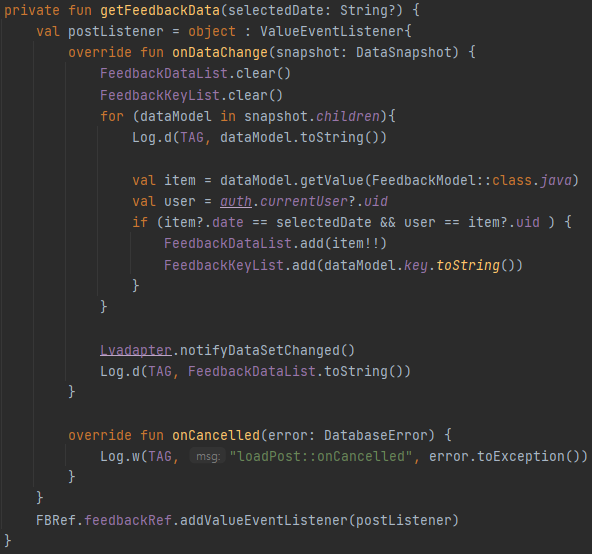 private fun getFeedbackData(selectedDate: String?) {
    val postListener = object : ValueEventListener{
        override fun onDataChange(snapshot: DataSnapshot) {
            FeedbackDataList.clear()
            FeedbackKeyList.clear()
            for (dataModel in snapshot.children){
                Log.d(TAG, dataModel.toString())

                val item = dataModel.getValue(FeedbackModel::class.java)
                val user = auth.currentUser?.uid
                if (item?.date == selectedDate && user == item?.uid ) {
                    FeedbackDataList.add(item!!)
                    FeedbackKeyList.add(dataModel.key.toString())
                }
            }

            Lvadapter.notifyDataSetChanged()
            Log.d(TAG, FeedbackDataList.toString())
        }

        override fun onCancelled(error: DatabaseError) {
            Log.w(TAG, msg: "loadPost::onCancelled", error.toException())
        }
    }
    FBRef.feedbackRef.addValueEventListener(postListener)
}